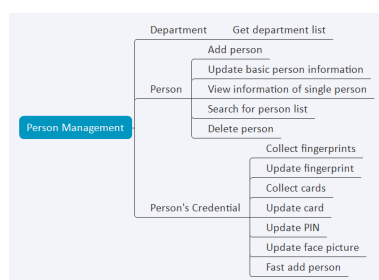 Department
Get department list
Add person
Update basic person information
Person Management
Person
View information of single person
Search for person list
Delete person
Collect fingerprints
Update fingerprint
Collect cards
Person's Credential
Update card
Update PIN
Update face picture
Fast add person